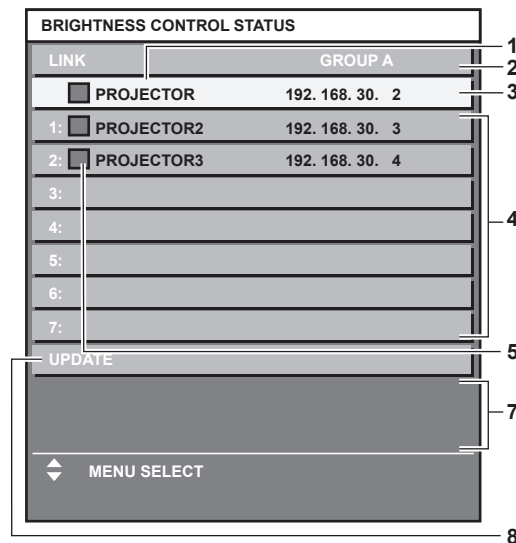 BRIGHTNESS CONTROL STATUS
LINK GROUP A
PROJECTOR 192. 168. 30. 2
1: PROJECTOR2 192. 168. 30. 3
2: PROJECTOR3 192. 168. 30. 4
3:
4:
5:
6:
7:
UPDATE
MENU SELECT
1
2
3
4
5
7
8